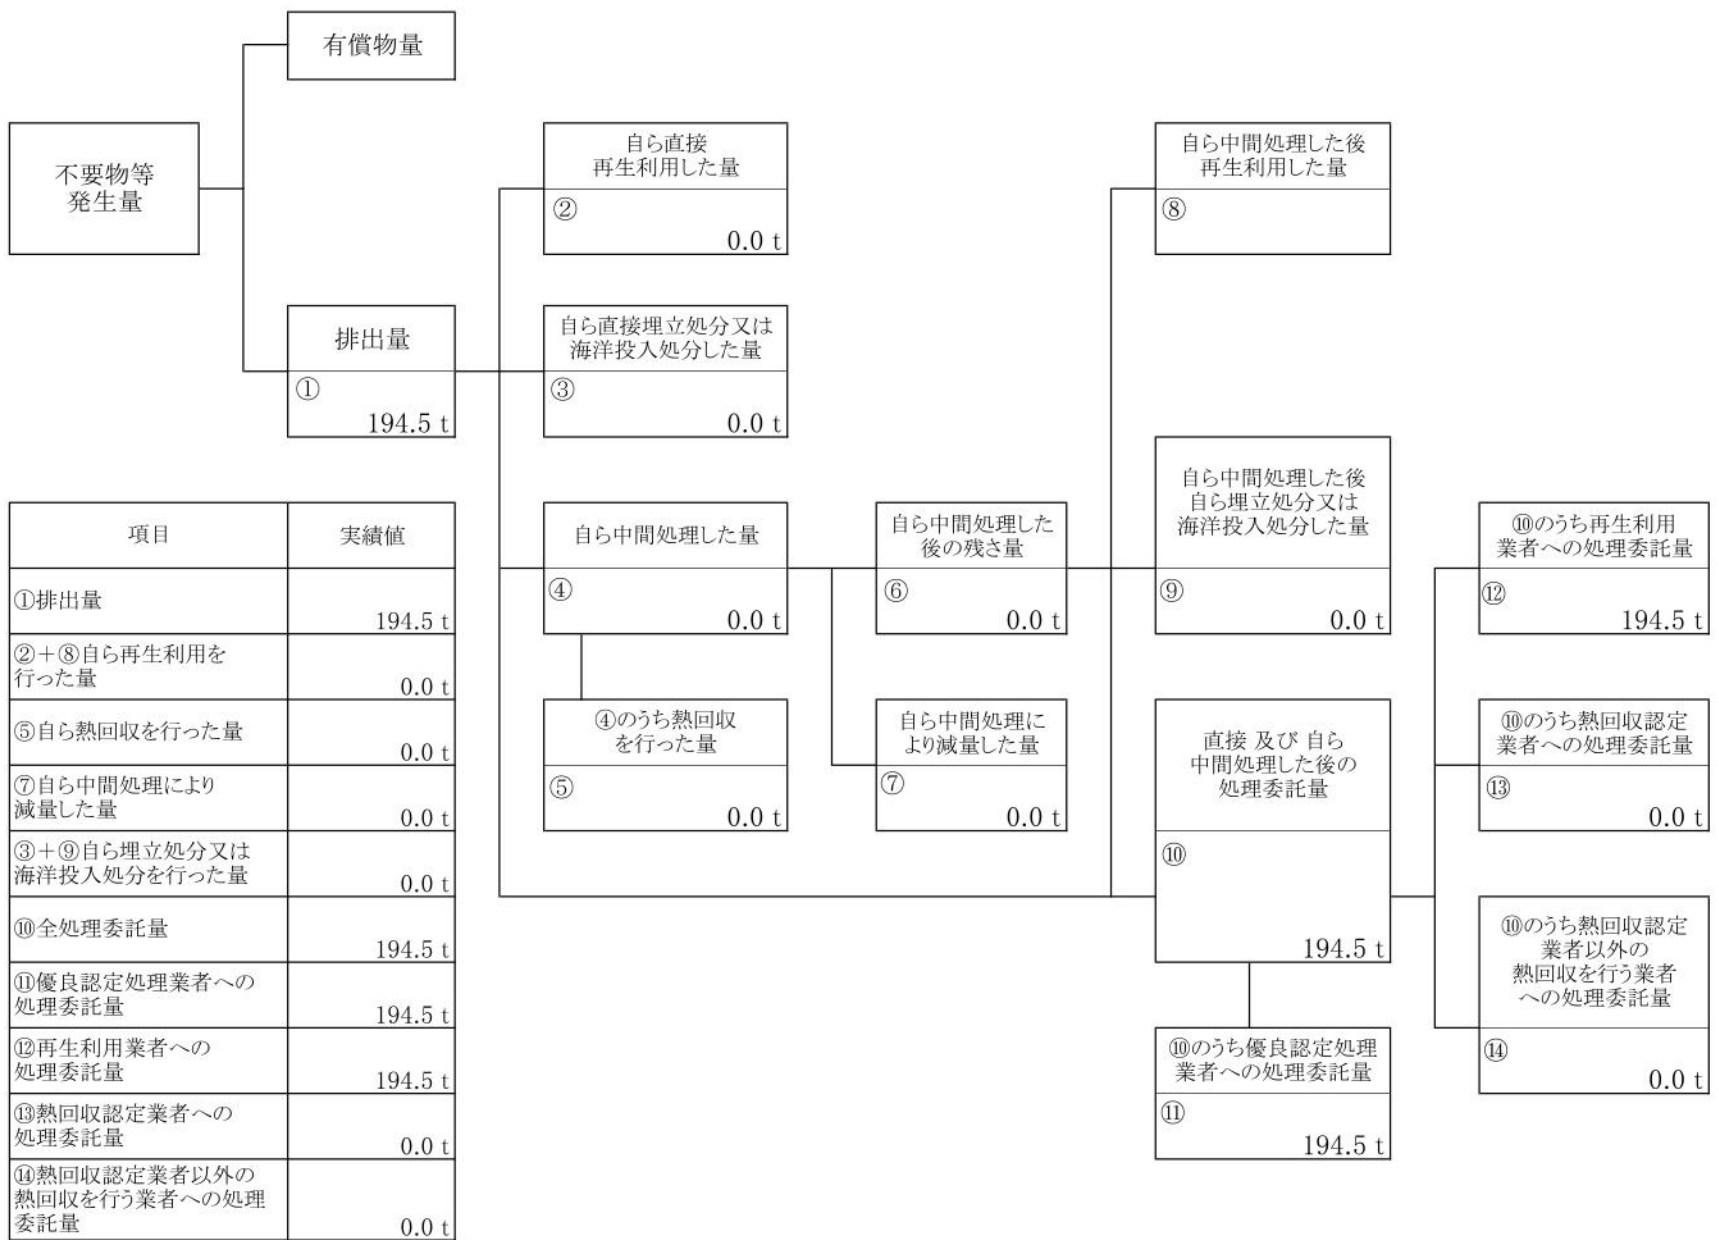 有償物量
不要物等
発生量
自ら直接
再生利用した量
②
0.0 t
自ら中間処理した後
再生利用した量
⑧
排出量
①
194.5 t
自ら直接埋立処分又は
海洋投入処分した量
③
0.0 t
自ら中間処理した量
④
0.0 t
自ら中間処理した
後の残さ量
⑥
0.0 t
自ら中間処理した後
自ら埋立処分又は
海洋投入処分した量
⑨
0.0 t
⑩のうち再生利用
業者への処理委託量
⑫
194.5 t
④のうち熱回収
を行った量
⑤
0.0 t
自ら中間処理に
より減量した量
⑦
0.0 t
直接 及び 自ら
中間処理した後の
処理委託量
⑩
194.5 t
⑩のうち熱回収認定
業者への処理委託量
⑬
0.0 t
⑩のうち熱回収認定
業者以外の
熱回収を行う業者
への処理委託量
⑭
0.0 t
⑩のうち優良認定処理
業者への処理委託量
⑪
194.5 t
項目 実績値
①排出量
194.5 t
②＋⑧自ら再生利用を
行った量
0.0 t
⑤自ら熱回収を行った量
0.0 t
⑦自ら中間処理により
減量した量
0.0 t
③＋⑨自ら埋立処分又は
海洋投入処分を行った量
0.0 t
⑩全処理委託量
194.5 t
⑪優良認定処理業者への
処理委託量
194.5 t
⑫再生利用業者への
処理委託量
194.5 t
⑬熱回収認定業者への
処理委託量
0.0 t
⑭熱回収認定業者以外の
熱回収を行う業者への処理
委託量
0.0 t